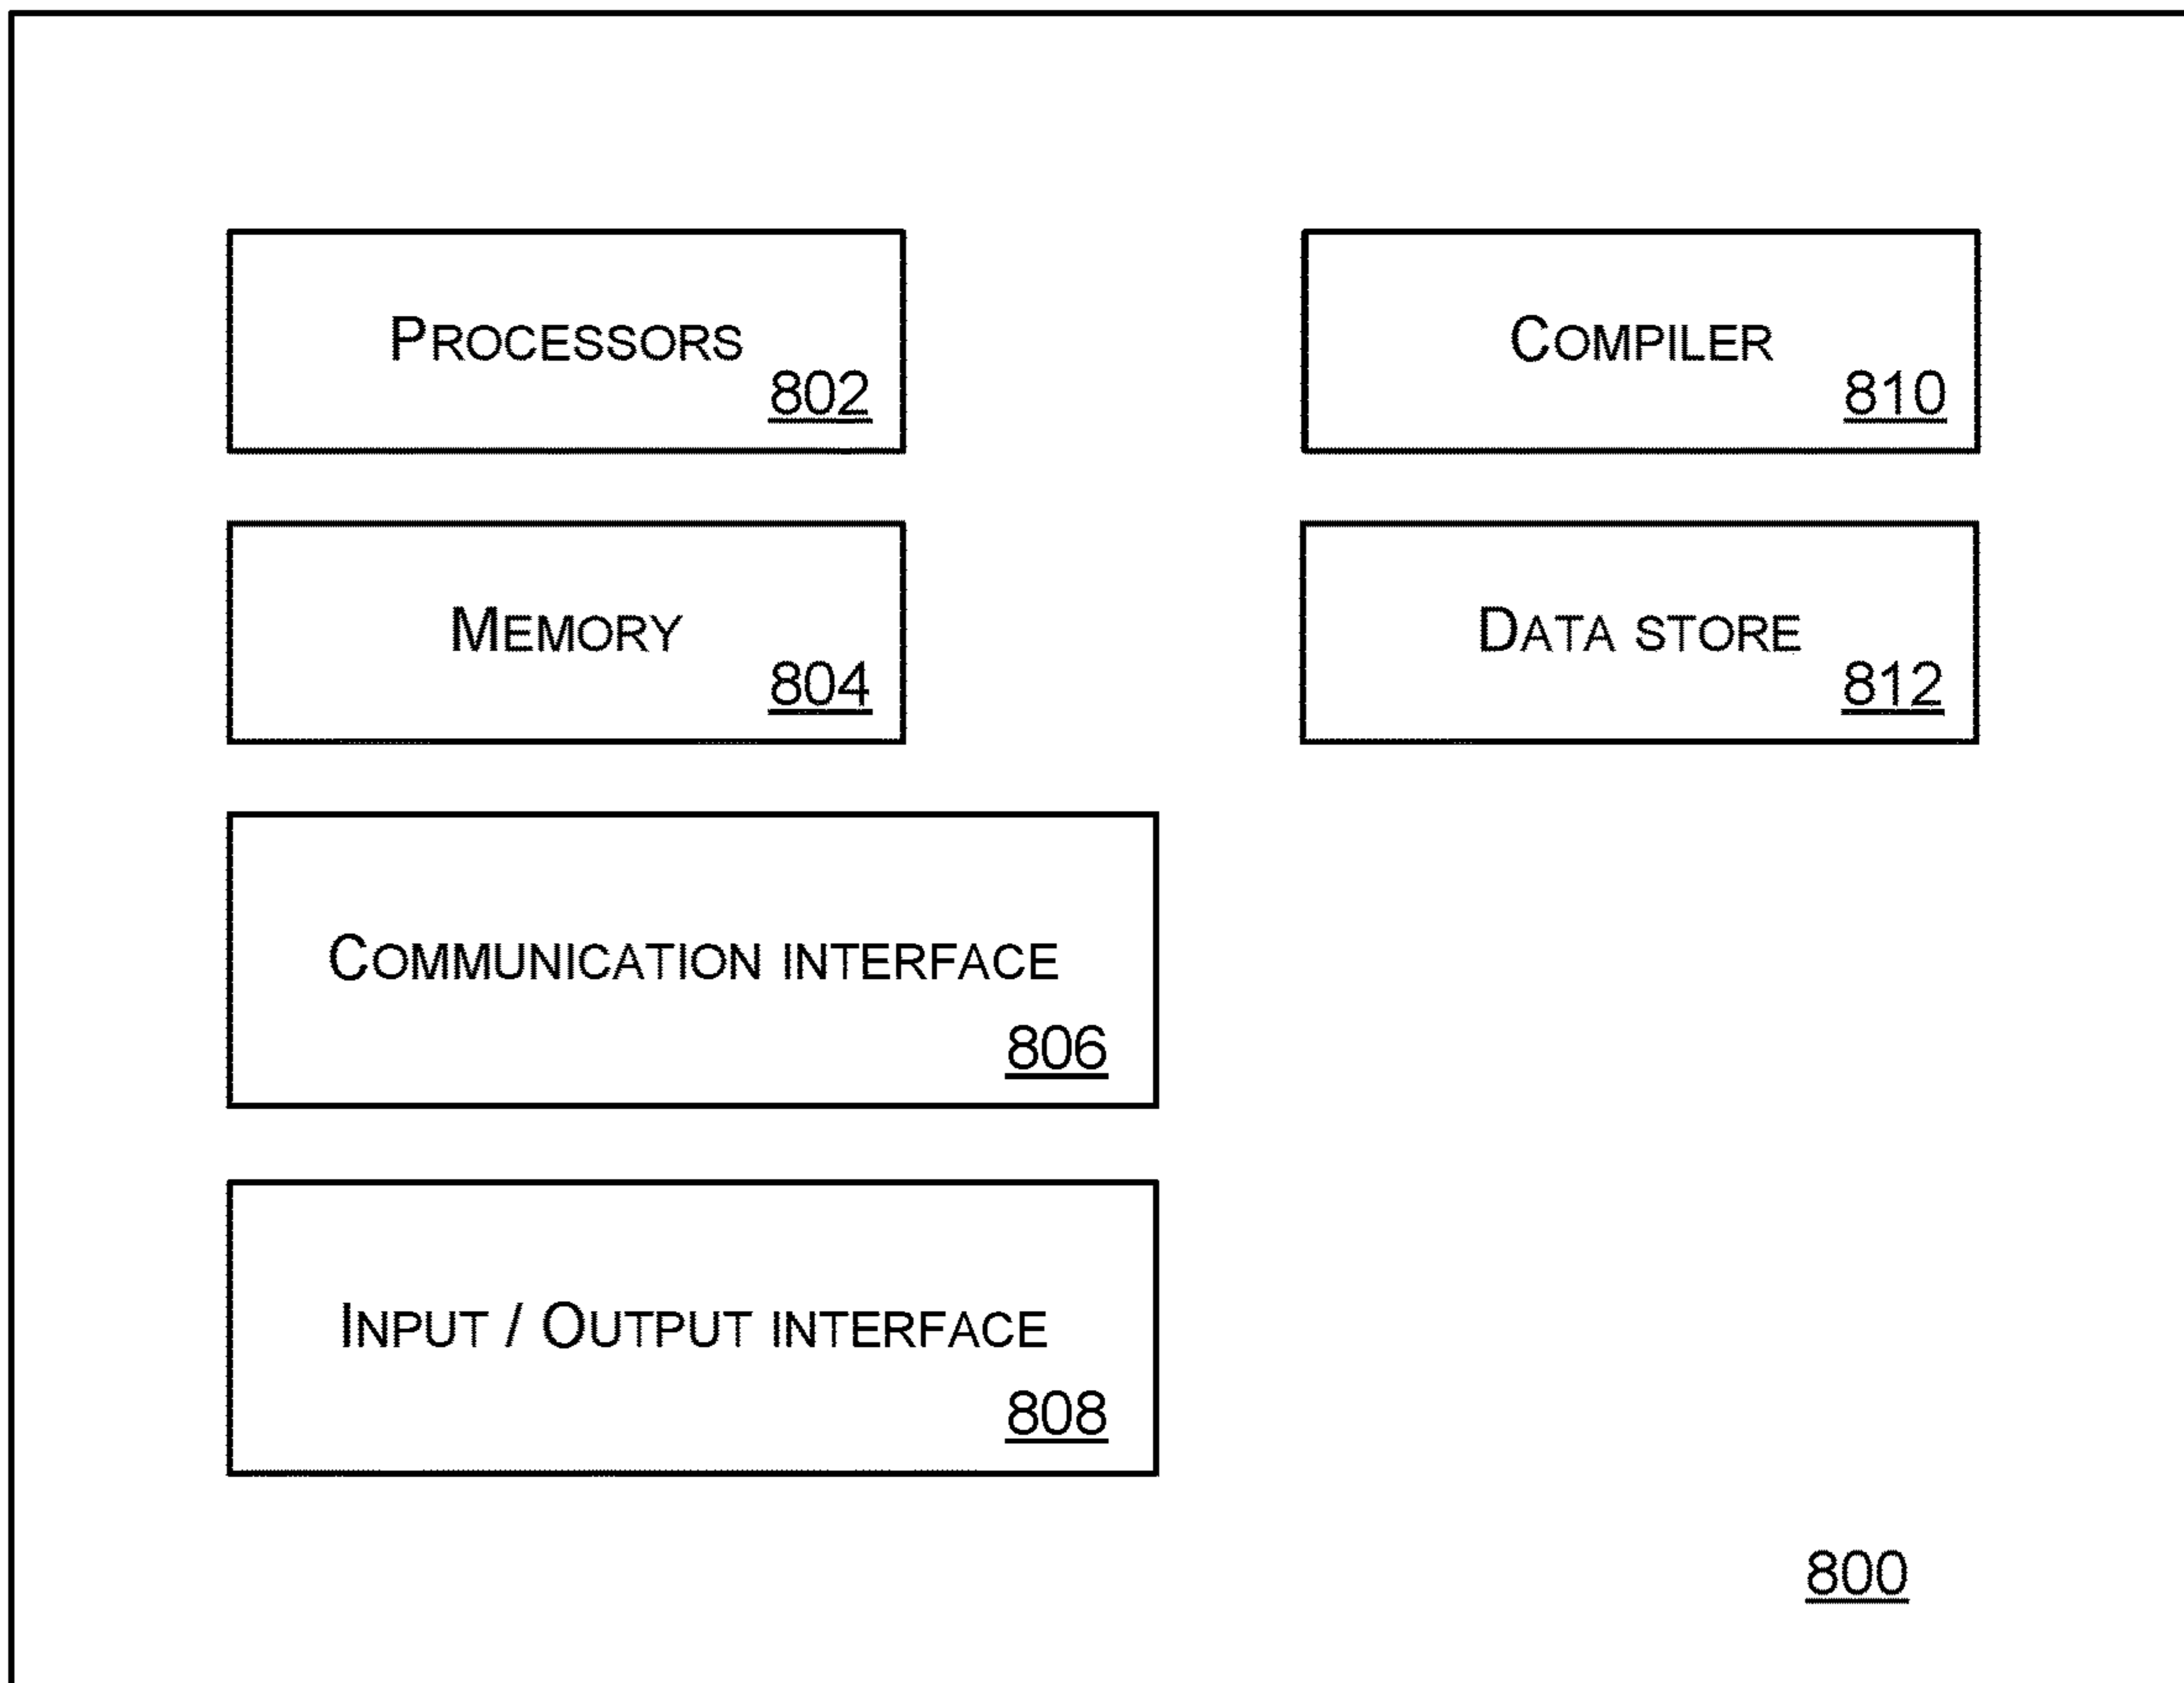 PROCESSORS
802
COMPILER
810
MEMORY
804
DATA STORE
812
COMMUNICATION INTERFACE
806
INPUT / OUTPUT INTERFACE
808
800